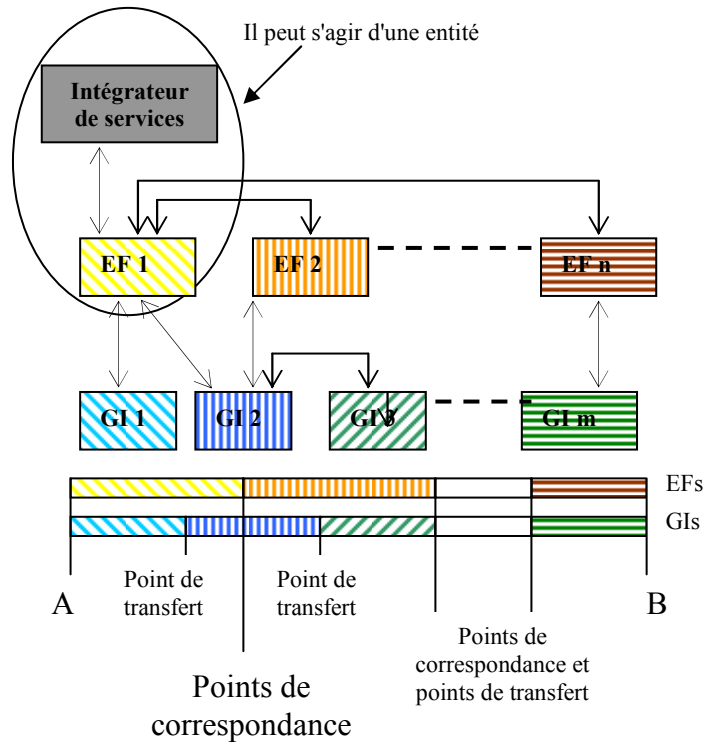 Il peut s'agir d'une entité
Intégrateur
de services
EF 1
EF 2
EF n
GI 1
GI 2
GI 3
GI m
EFs
GIs
A
Point de
transfert
Point de
transfert
B
Points de
correspondance et
points de transfert
Points de
correspondance